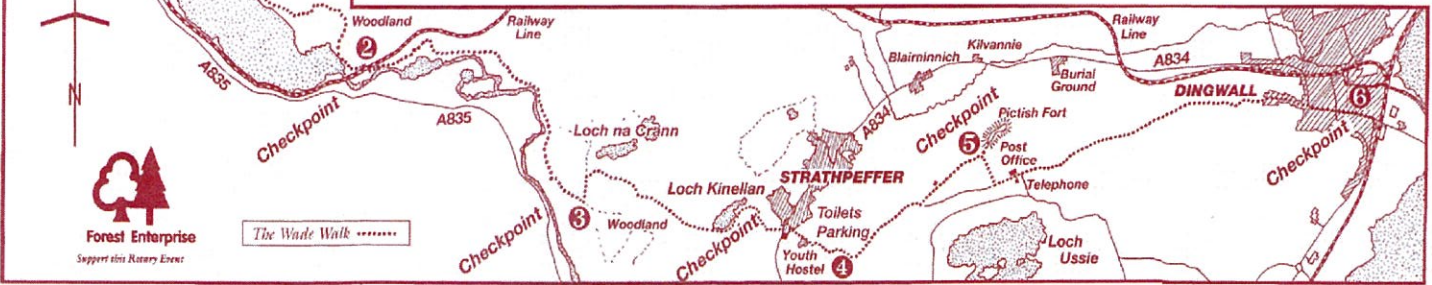 Woodland
2
Railway
Line
A835
N
Checkpoint
A835
Forest Enterprise
Support this Rotary Event
The Wade Walk
Loch na Crann
Checkpoint
3
Woodland
Loch Kinellan
Checkpoint
STRATHPEFFER
A834
Toilets
Parking
Youth
Hostel
4
Blairninnich
Kilvannie
Burial
Ground
Checkpoint
5
Pictish Fort
Post
Office
Telephone
Loch
Ussie
Railway
Line
A834
DINGWALL
6
Checkpoint